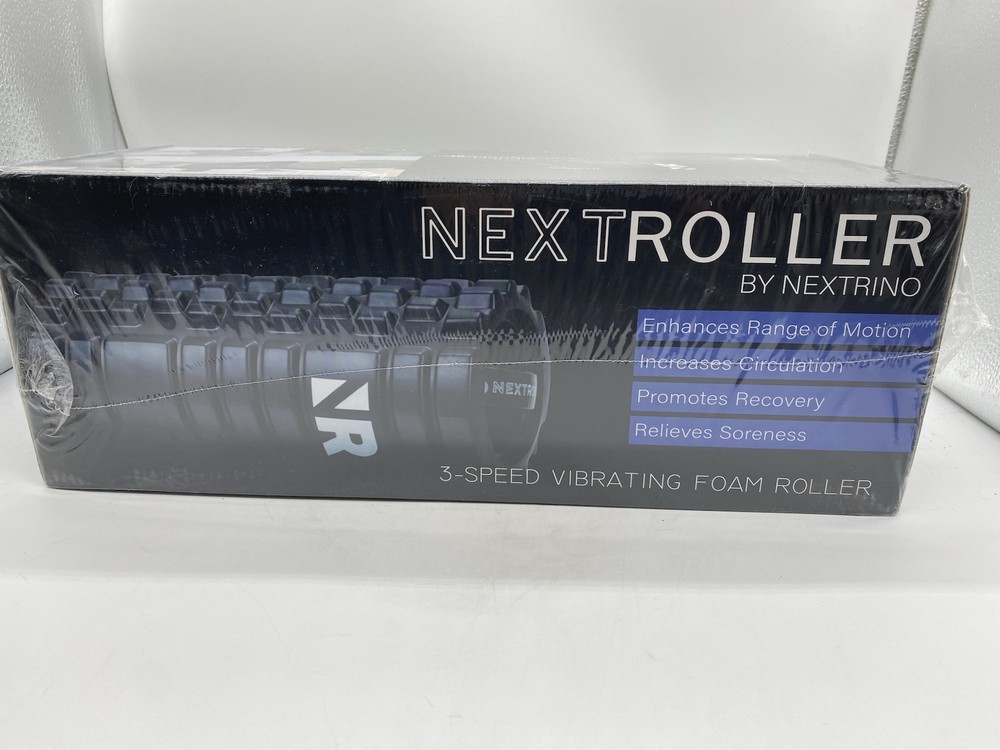 NEXTROLLER
BY NEXTRINO
Enhances Range of Motion
Increases Circulation
Promotes Recovery
Relieves Soreness
NR
3-SPEED VIBRATING FOAM ROLLER